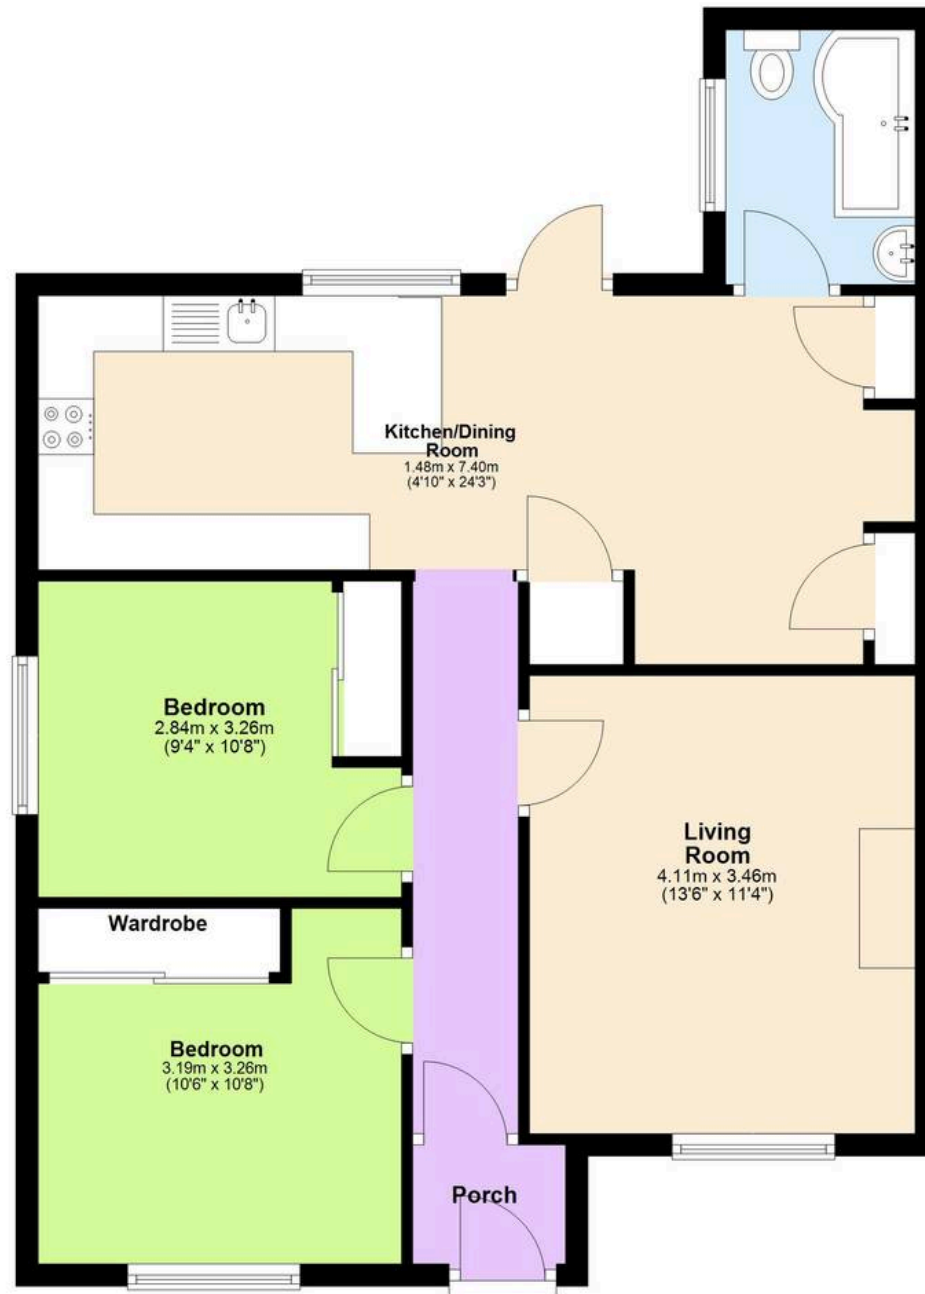 Kitchen/Dining
Room
1.48m x 7.40m
(4'10" x 24'3")
Bedroom
2.84m x 3.26m
(9'4" x 10'8")
Living
Room
4.11m x 3.46m
(13'6" x 11'4")
Wardrobe
Bedroom
3.19m x 3.26m
(10'6" x 10'8")
Porch